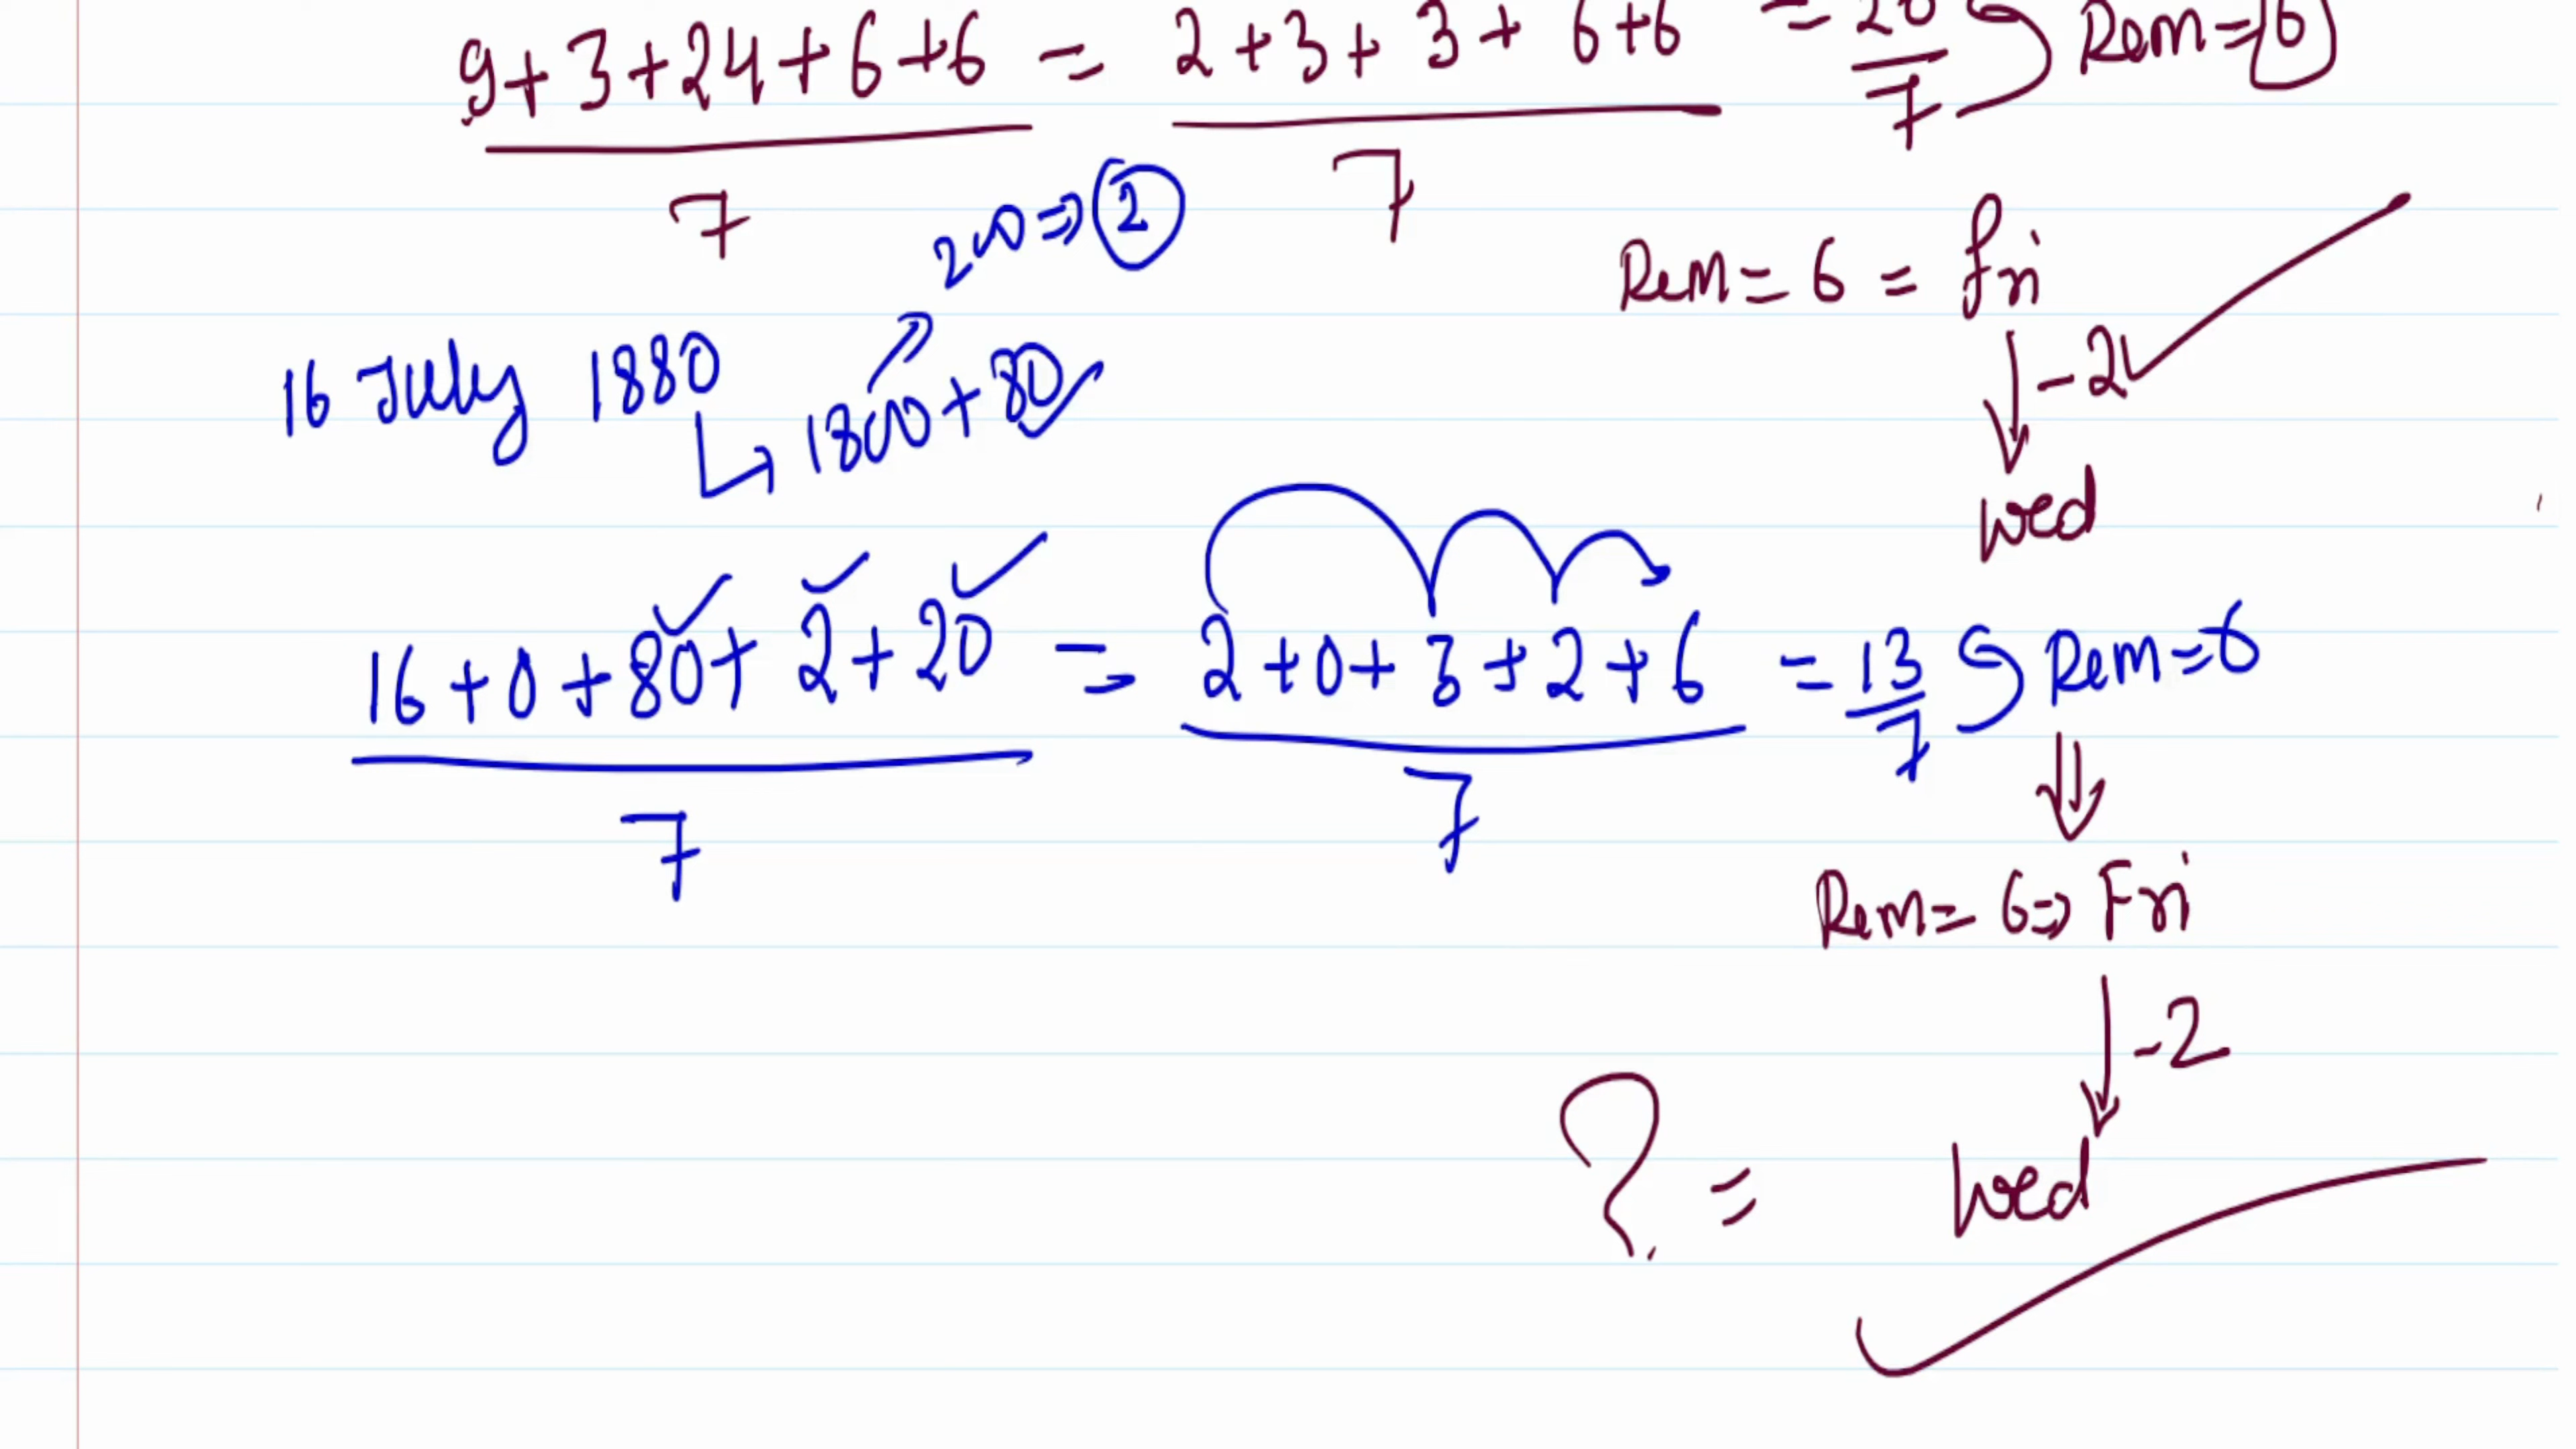 9+3+24+6+6 = 2+3+3+6+6 = 20 Rem=6
7 7 7
200⇒2
Rem= 6 = fri
16 July 1880
↳ 1800+80
-2
wed
16+0+80+2+20 = 2+0+3+2+6 = 13 Rem=6
7 7 7
Rem= 6⇒ Fri
-2
? = wed